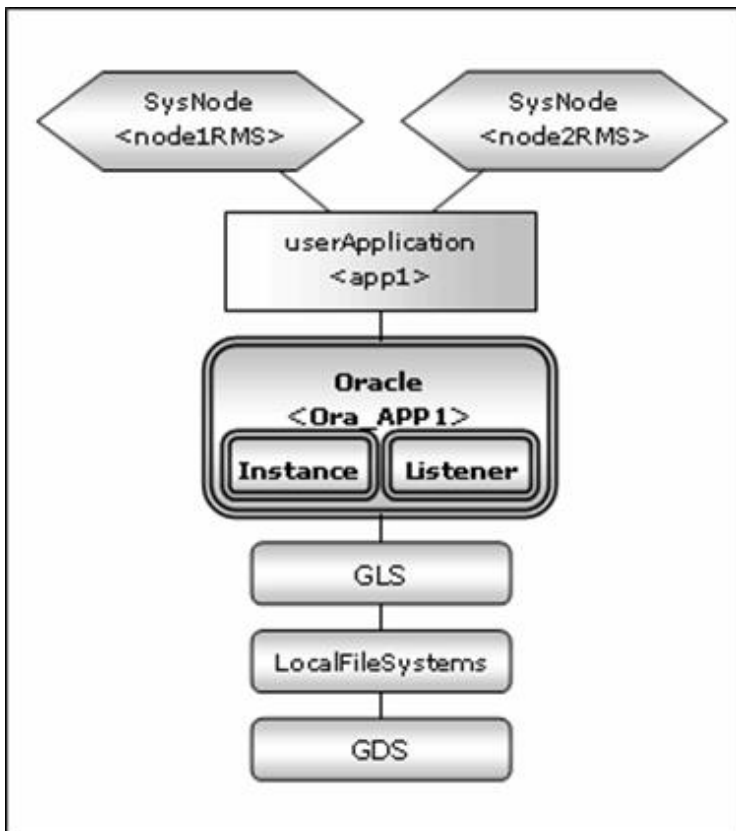 SysNode
<node1RMS>
SysNode
<node2RMS>
userApplication
<app1>
Oracle
<Ora_APP1>
Instance
Listener
GLS
LocalFileSystems
GDS